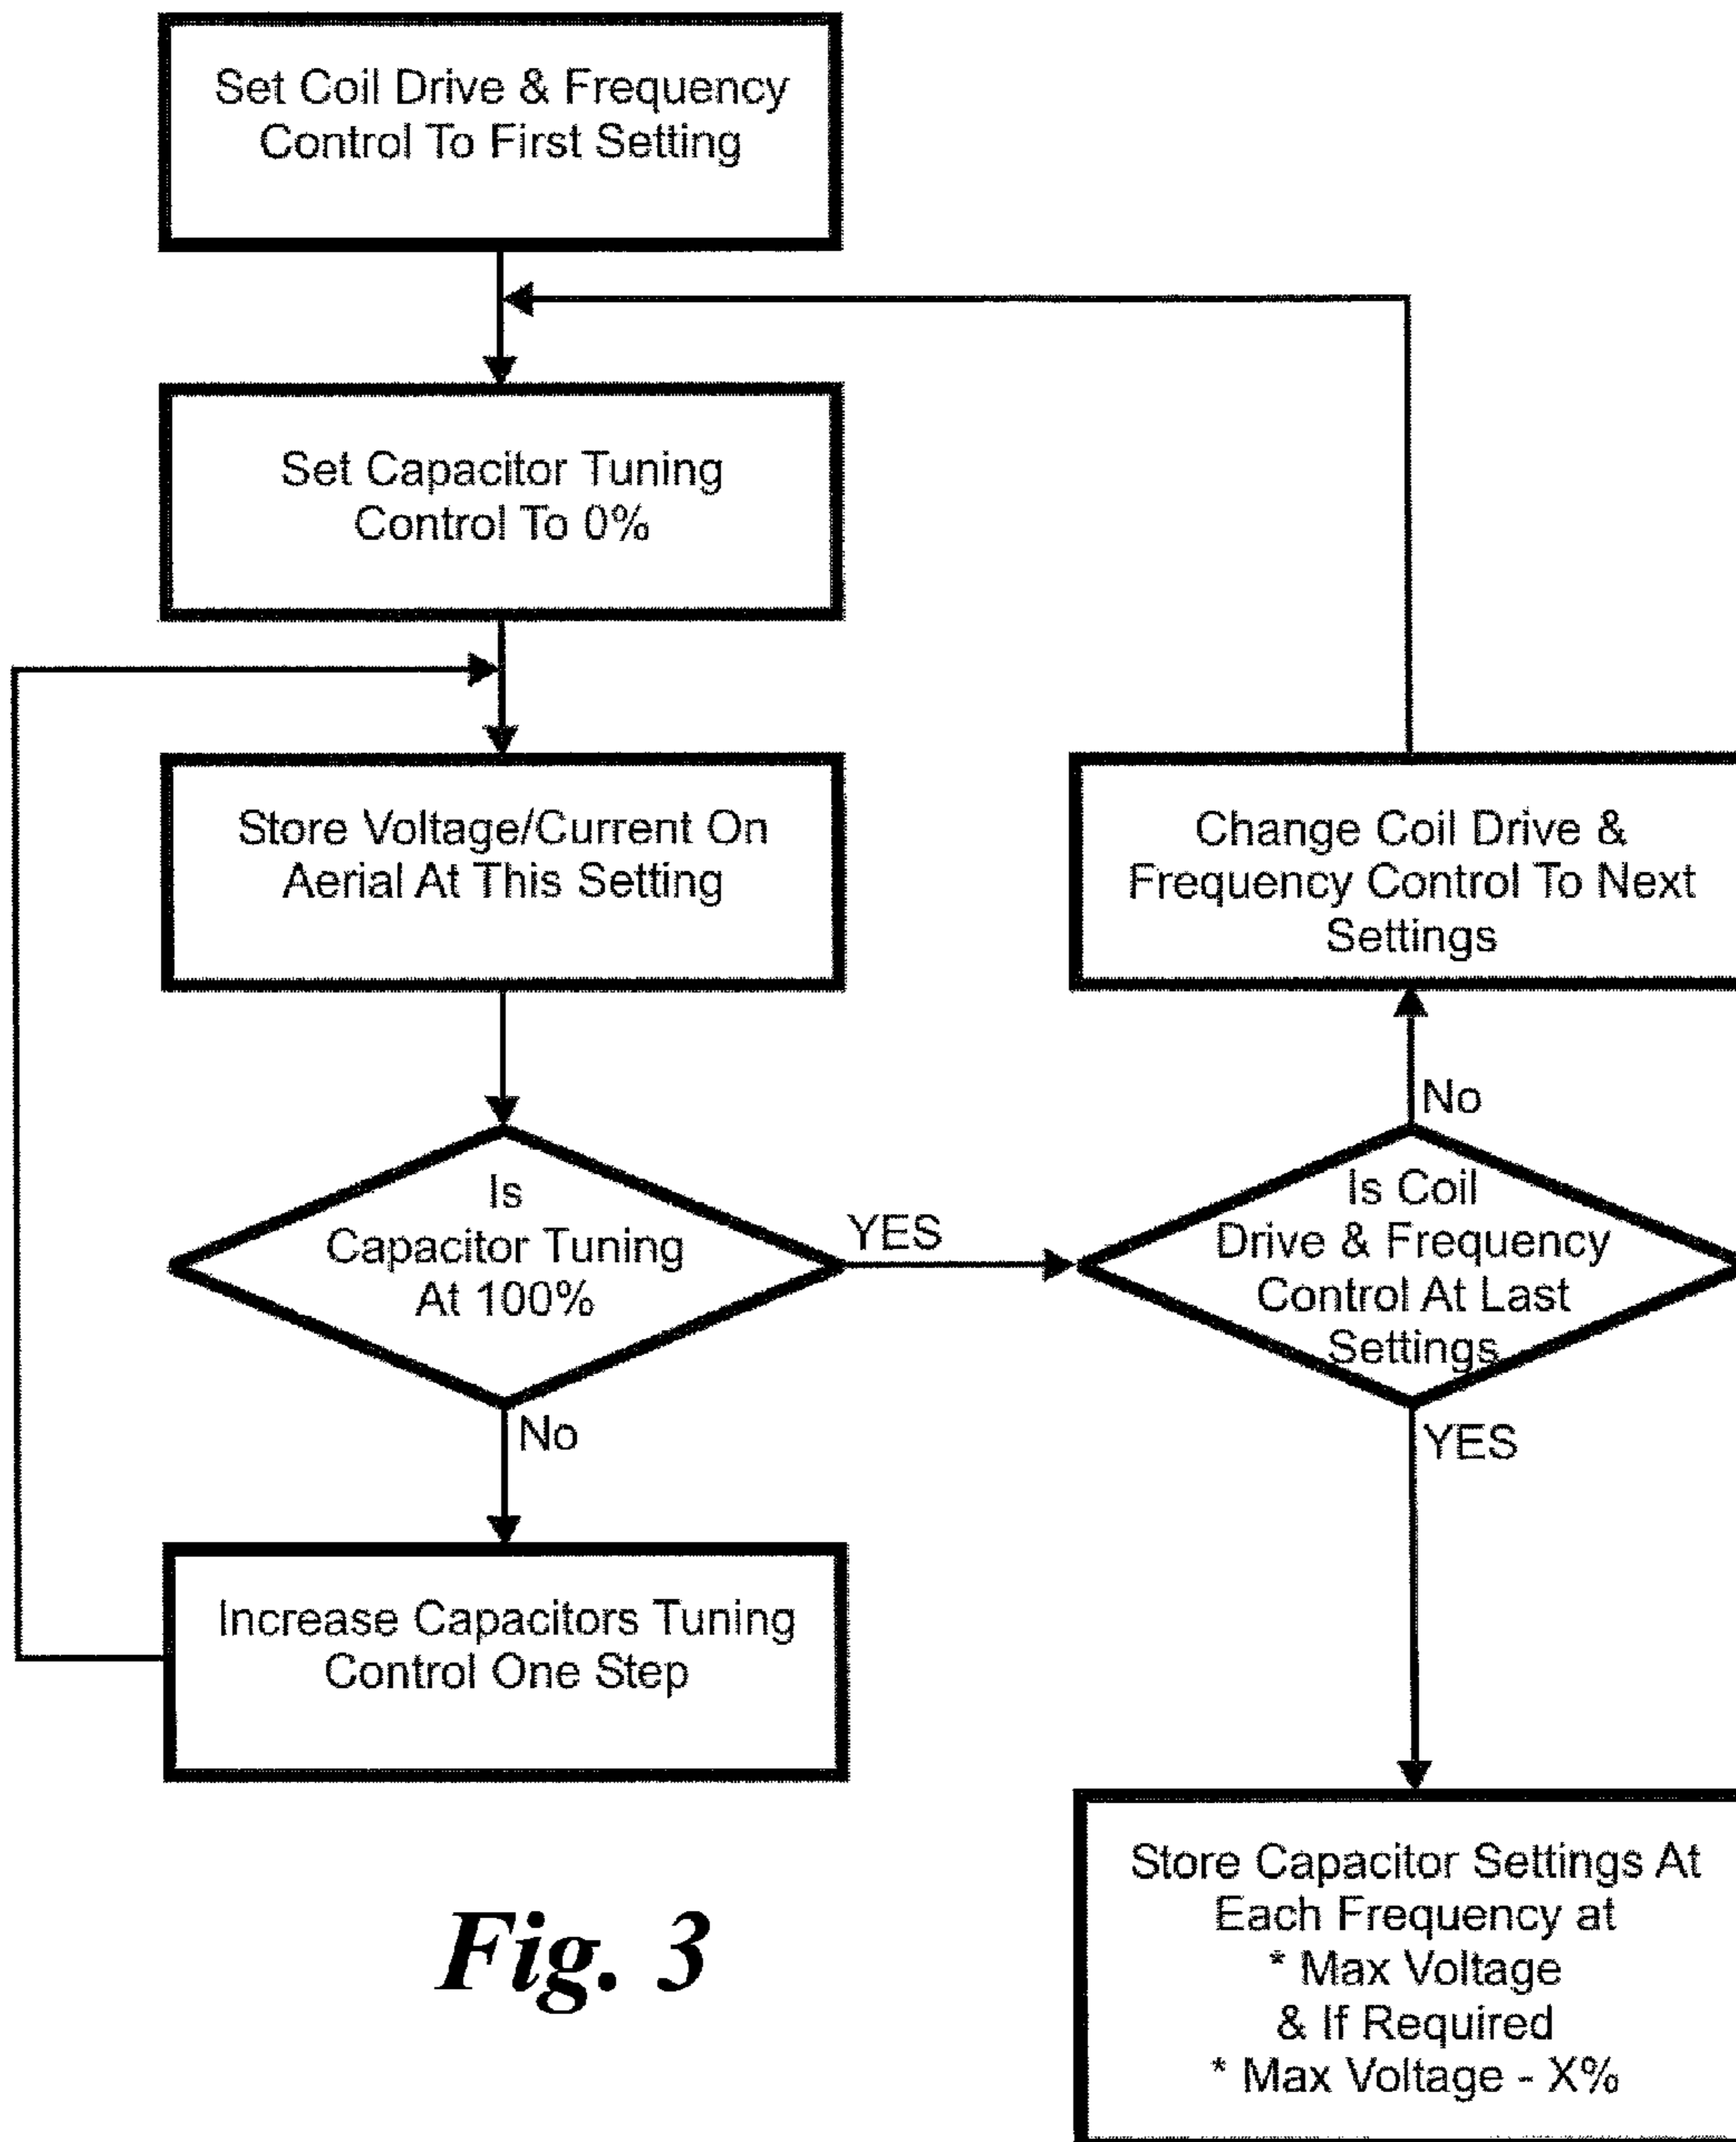 Set Coil Drive & Frequency
Control To First Setting
Set Capacitor Tuning
Control To 0%
Store Voltage/Current On
Aerial At This Setting
Is
Capacitor Tuning
At 100%
YES
No
Increase Capacitors Tuning
Control One Step
Change Coil Drive &
Frequency Control To Next
Settings
No
Is Coil
Drive & Frequency
Control At Last
Settings
YES
Store Capacitor Settings At
Each Frequency at
* Max Voltage
& If Required
* Max Voltage - X%
Fig. 3